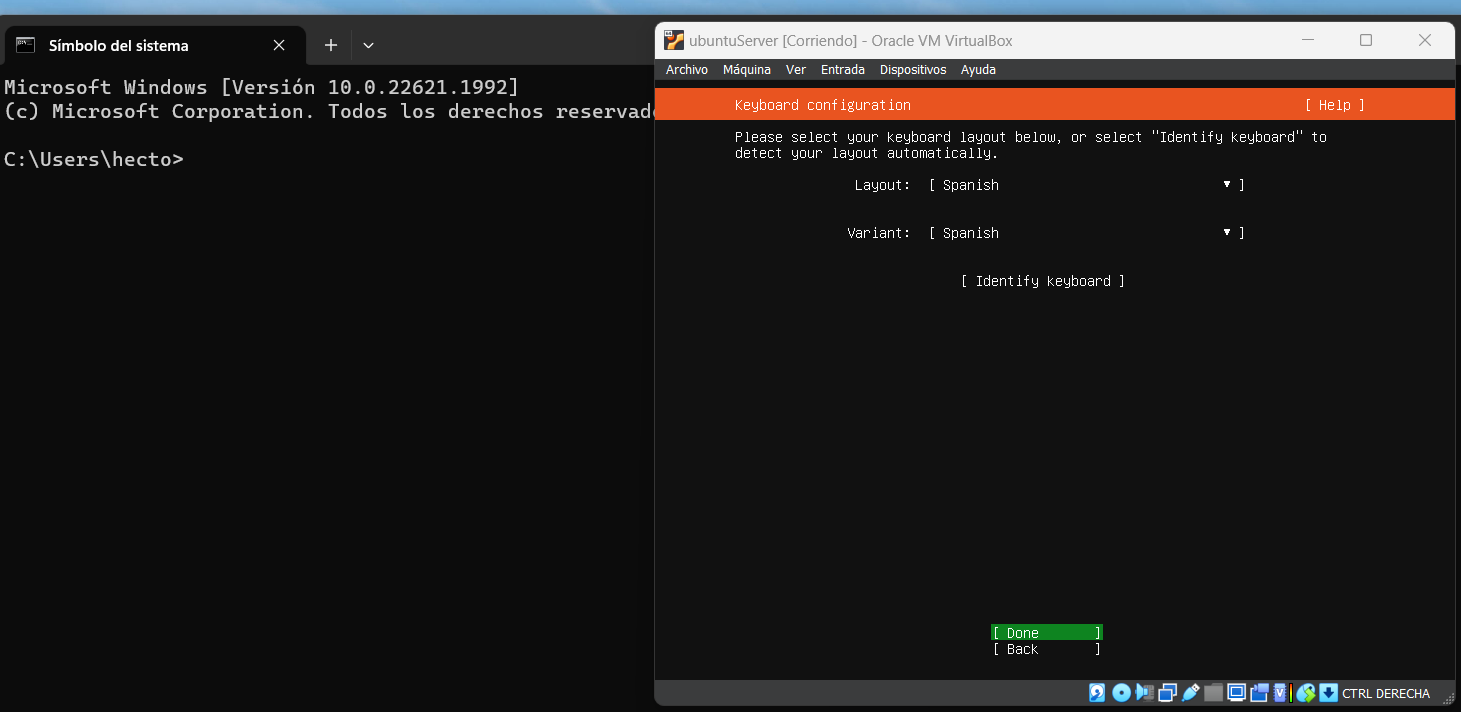 Símbolo del sistema
Microsoft Windows [Versión 10.0.22621.1992]
(c) Microsoft Corporation. Todos los derechos
C:\Users\hecto>
ubuntuServer [Corriendo] - Oracle VM VirtualBox
Archivo Máquina Ver Entrada Dispositivos Ayuda
Keyboard configuration [ Help ]
Please select your keyboard layout below, or select "Identify keyboard" to
detect your layout automatically.
Layout: [ Spanish ▾ ]
Variant: [ Spanish ▾ ]
[ Identify keyboard ]
[ Done ]
[ Back ]
CTRL DERECHA